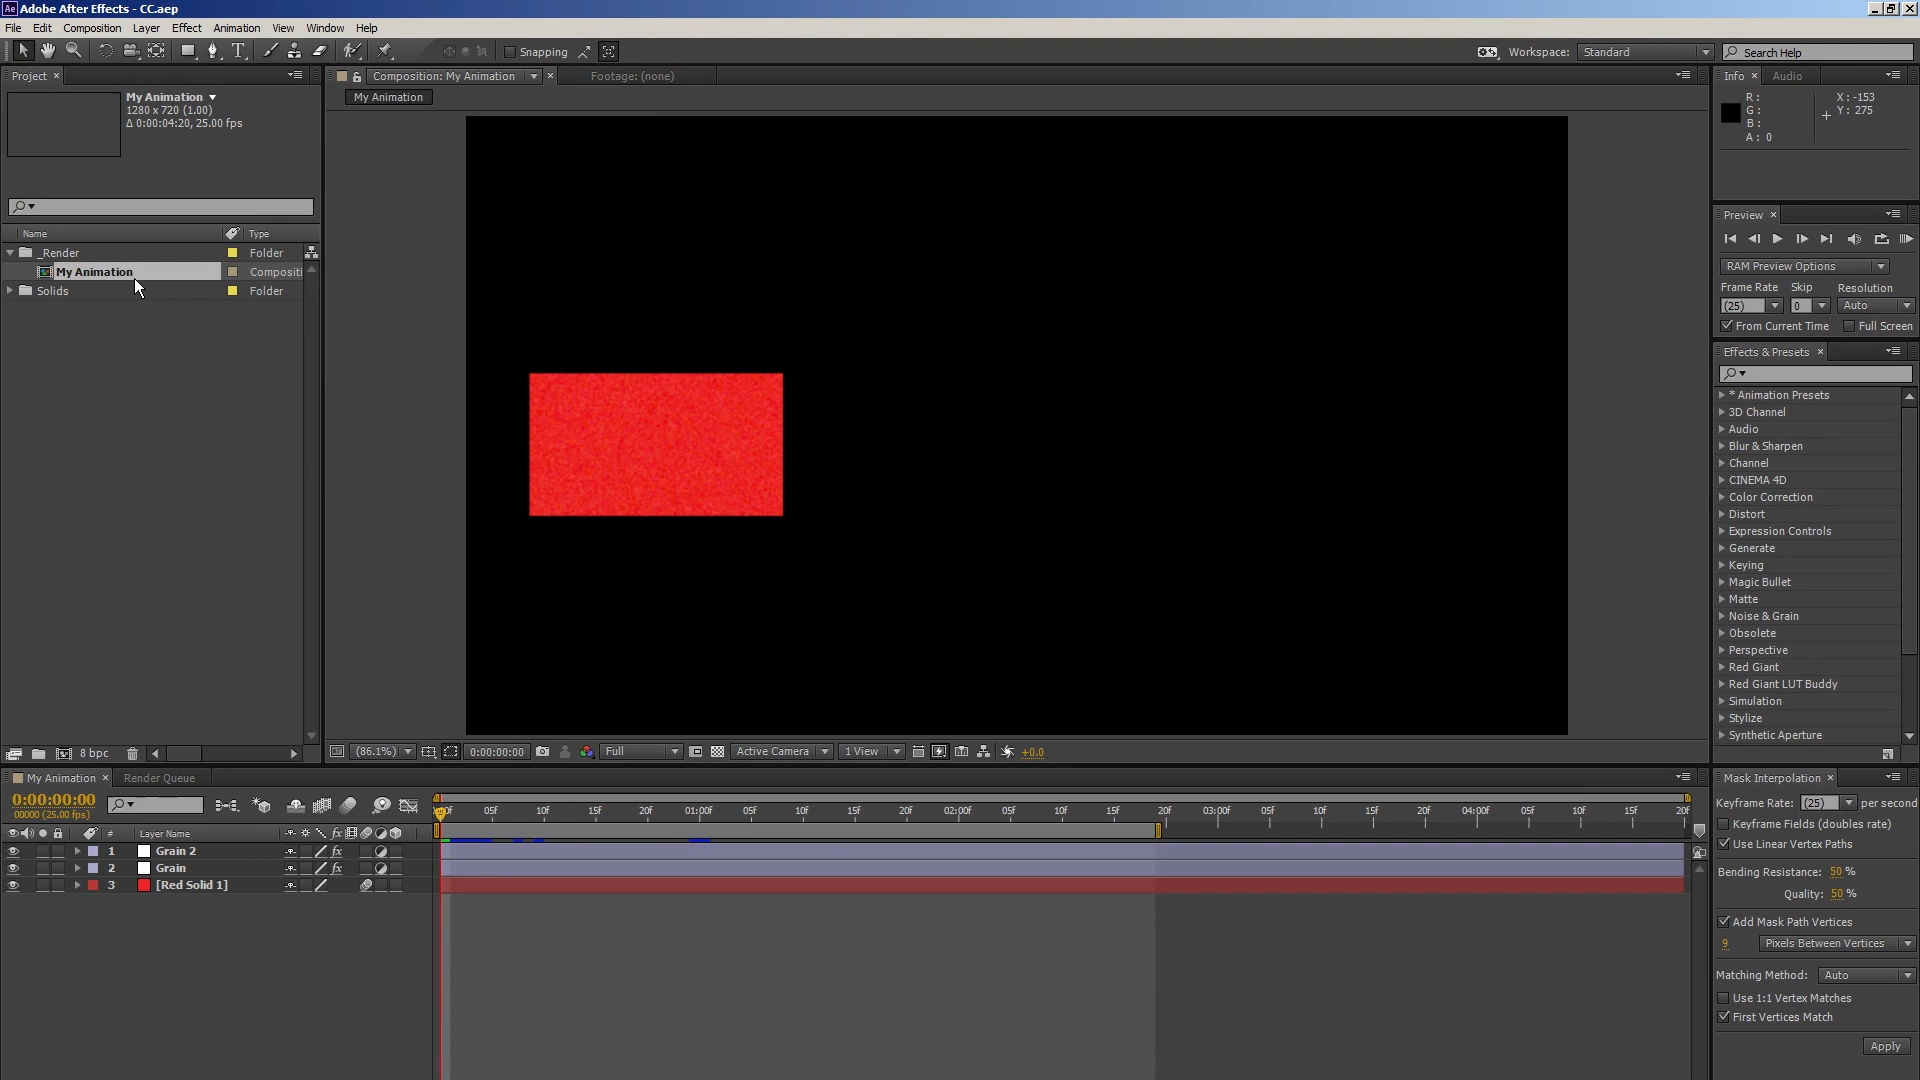 Adobe After Effects - CC.aep
File Edit Composition Layer Effect Animation View Window Help
Snapping
Workspace: Standard
Search Help
Project
My Animation
1280 x 720 (1.00)
Δ 0:00:04:20, 25.00 fps
Name Type
_Render Folder
My Animation Compositi
Solids Folder
8 bpc
Composition: My Animation
Footage: (none)
My Animation
(86.1%) 0:00:00:00 Full Active Camera 1 View +0.0
Info Audio
R: X: -153
G: Y: 275
B:
A: 0
Preview
RAM Preview Options
Frame Rate Skip Resolution
(25) 0 Auto
From Current Time Full Screen
Effects & Presets
* Animation Presets
3D Channel
Audio
Blur & Sharpen
Channel
CINEMA 4D
Color Correction
Distort
Expression Controls
Generate
Keying
Magic Bullet
Matte
Noise & Grain
Obsolete
Perspective
Red Giant
Red Giant LUT Buddy
Simulation
Stylize
Synthetic Aperture
My Animation Render Queue
0:00:00:00
00000 (25.00 fps)
05f 10f 15f 20f 01:00f 05f 10f 15f 20f 02:00f 05f 10f 15f 20f 03:00f 05f 10f 15f 20f 04:00f 05f 10f 15f 20f
# Layer Name fx
1 Grain 2 fx
2 Grain fx
3 [Red Solid 1]
Mask Interpolation
Keyframe Rate: (25) per second
Keyframe Fields (doubles rate)
Use Linear Vertex Paths
Bending Resistance: 50 %
Quality: 50 %
Add Mask Path Vertices
9 Pixels Between Vertices
Matching Method: Auto
Use 1:1 Vertex Matches
First Vertices Match
Apply